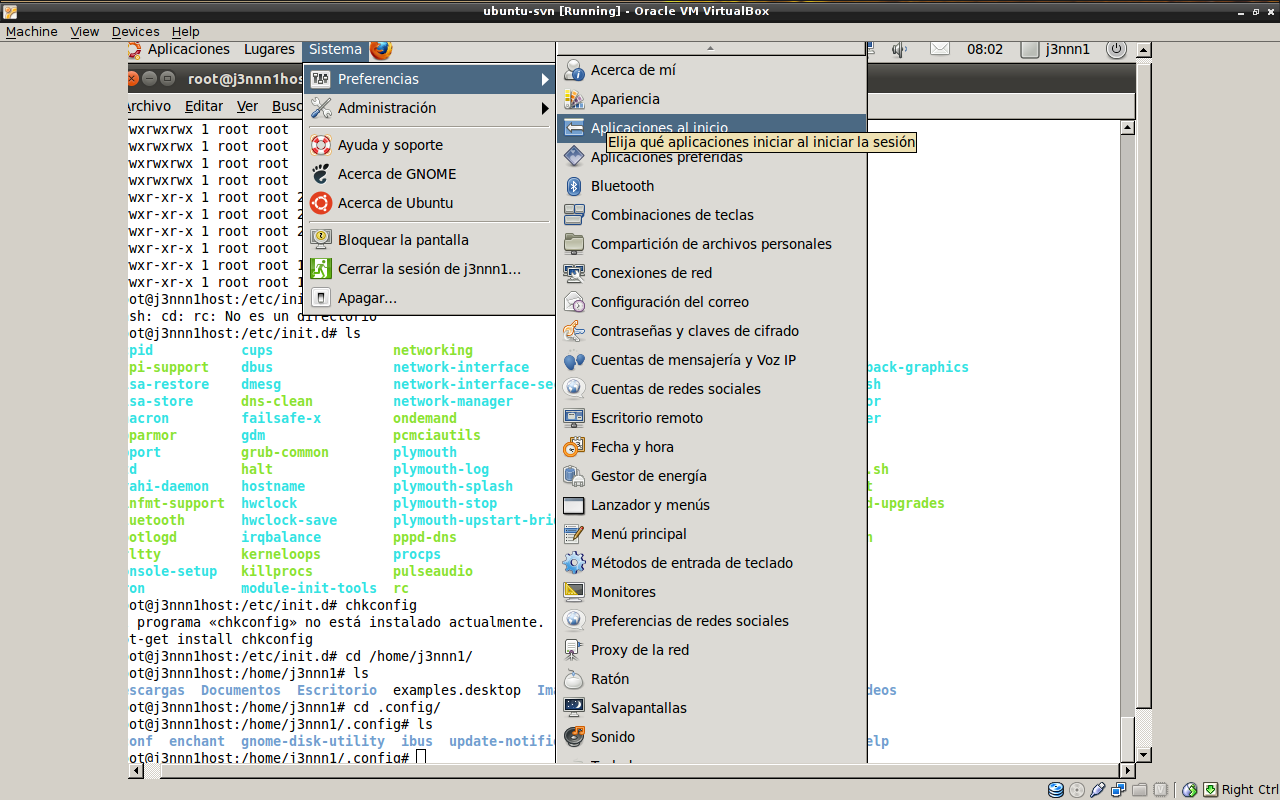 ubuntu-svn [Running] - Oracle VM VirtualBox
Machine View Devices Help
Aplicaciones Lugares Sistema 08:02 j3nnn1
root@j3nnn1host:
Archivo Editar Ver
Preferencias
Administración
Ayuda y soporte
Acerca de GNOME
Acerca de Ubuntu
Bloquear la pantalla
Cerrar la sesión de j3nnn1...
Apagar...
Acerca de mí
Apariencia
Aplicaciones al inicio
Elija qué aplicaciones iniciar al iniciar la sesión
Aplicaciones preferidas
Bluetooth
Combinaciones de teclas
Compartición de archivos personales
Conexiones de red
Configuración del correo
Contraseñas y claves de cifrado
Cuentas de mensajería y Voz IP
Cuentas de redes sociales
Escritorio remoto
Fecha y hora
Gestor de energía
Lanzador y menús
Menú principal
Métodos de entrada de teclado
Monitores
Preferencias de redes sociales
Proxy de la red
Ratón
Salvapantallas
Sonido
wxrwxrwx 1 root root
wxrwxrwx 1 root root
wxrwxrwx 1 root root
wxrwxrwx 1 root root
wxr-xr-x 1 root root 2
wxr-xr-x 1 root root 2
wxr-xr-x 1 root root 2
wxr-xr-x 1 root root
wxr-xr-x 1 root root 1
wxr-xr-x 1 root root 1
ot@j3nnn1host:/etc/ini
sh: cd: rc: No es un directorio
ot@j3nnn1host:/etc/init.d# ls
pid cups networking
pi-support dbus network-interface back-graphics
sa-restore dmesg network-interface-se sh
sa-store dns-clean network-manager or
acron failsafe-x ondemand er
parmor gdm pcmciautils
port grub-common plymouth
d halt plymouth-log .sh
ahi-daemon hostname plymouth-splash t
nfmt-support hwclock plymouth-stop d-upgrades
uetooth hwclock-save plymouth-upstart-bri
otlogd irqbalance pppd-dns n
ltty kerneloops procps
nsole-setup killprocs pulseaudio
on module-init-tools rc
ot@j3nnn1host:/etc/init.d# chkconfig
programa «chkconfig» no está instalado actualmente.
t-get install chkconfig
ot@j3nnn1host:/etc/init.d# cd /home/j3nnn1/
ot@j3nnn1host:/home/j3nnn1# ls
scargas Documentos Escritorio examples.desktop Im deos
ot@j3nnn1host:/home/j3nnn1# cd .config/
ot@j3nnn1host:/home/j3nnn1/.config# ls
onf enchant gnome-disk-utility ibus update-notifi elp
ot@j3nnn1host:/home/j3nnn1/.config#
Right Ctrl